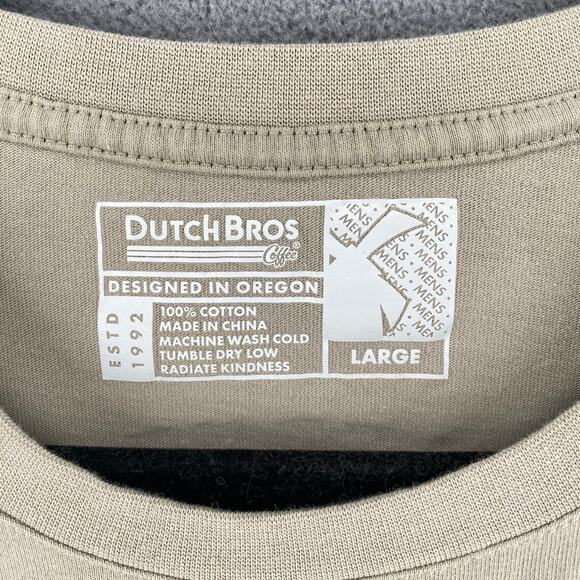 DUTCH BROS
Coffee®
DESIGNED IN OREGON
ESTD
1992
100% COTTON
MADE IN CHINA
MACHINE WASH COLD
TUMBLE DRY LOW
RADIATE KINDNESS
MENS · MENS · MENS
LARGE